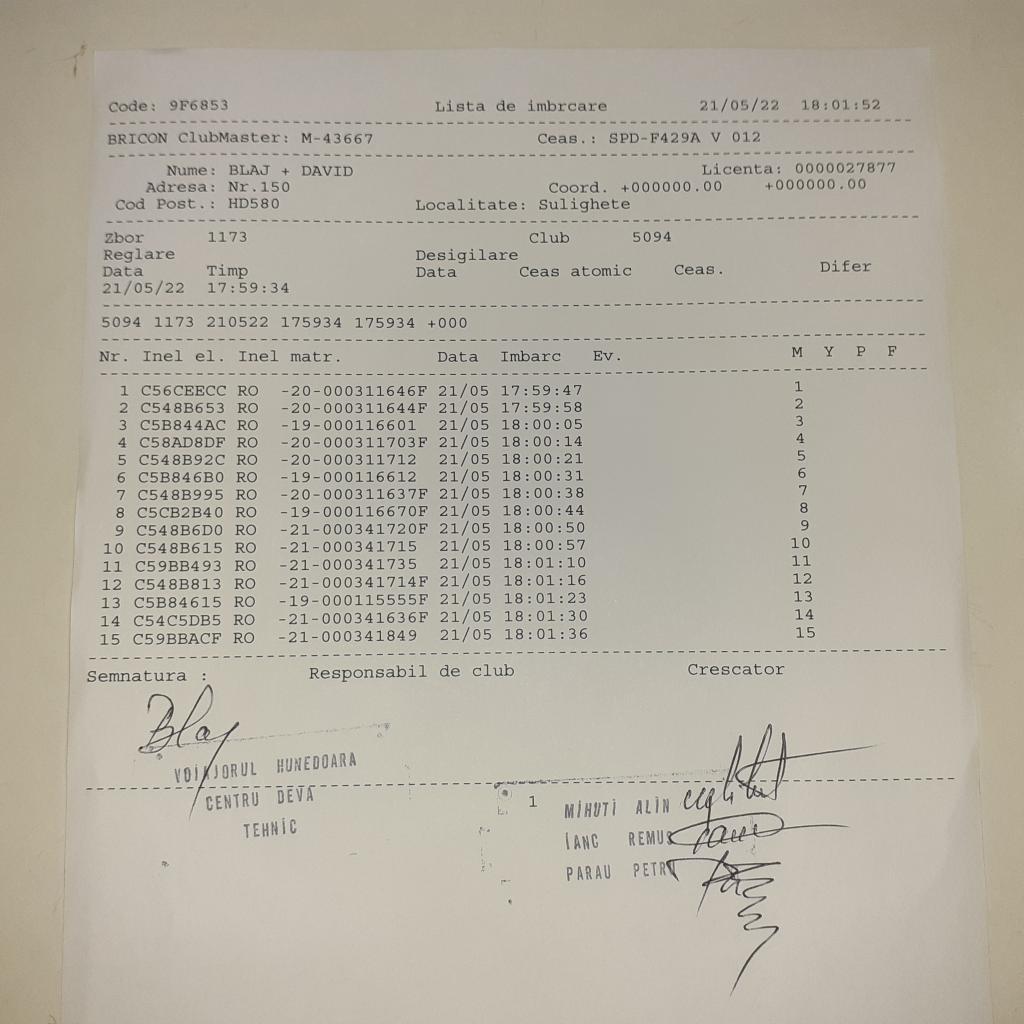 Code: 9F6853 Lista de imbrcare 21/05/22 18:01:52
BRICON ClubMaster: M-43667 Ceas.: SPD-F429A V 012
Nume: BLAJ + DAVID Licenta: 0000027877
Adresa: Nr.150 Coord. +000000.00 +000000.00
Cod Post.: HD580 Localitate: Sulighete
Zbor 1173 Club 5094
Reglare Desigilare
Data Timp Data Ceas atomic Ceas. Difer
21/05/22 17:59:34
5094 1173 210522 175934 175934 +000
Nr. Inel el. Inel matr. Data Imbarc Ev. M Y P F
1 C56CEECC RO -20-000311646F 21/05 17:59:47 1
2 C548B653 RO -20-000311644F 21/05 17:59:58 2
3 C5B844AC RO -19-000116601 21/05 18:00:05 3
4 C58AD8DF RO -20-000311703F 21/05 18:00:14 4
5 C548B92C RO -20-000311712 21/05 18:00:21 5
6 C5B846B0 RO -19-000116612 21/05 18:00:31 6
7 C548B995 RO -20-000311637F 21/05 18:00:38 7
8 C5CB2B40 RO -19-000116670F 21/05 18:00:44 8
9 C548B6D0 RO -21-000341720F 21/05 18:00:50 9
10 C548B615 RO -21-000341715 21/05 18:00:57 10
11 C59BB493 RO -21-000341735 21/05 18:01:10 11
12 C548B813 RO -21-000341714F 21/05 18:01:16 12
13 C5B84615 RO -19-000115555F 21/05 18:01:23 13
14 C54C5DB5 RO -21-000341636F 21/05 18:01:30 14
15 C59BBACF RO -21-000341849 21/05 18:01:36 15
Semnatura : Responsabil de club Crescator
Blaj
VOIAJORUL HUNEDOARA
CENTRU DEVA
TEHNIC
1
MIHUTI ALIN
IANC REMUS
PARAU PETRU